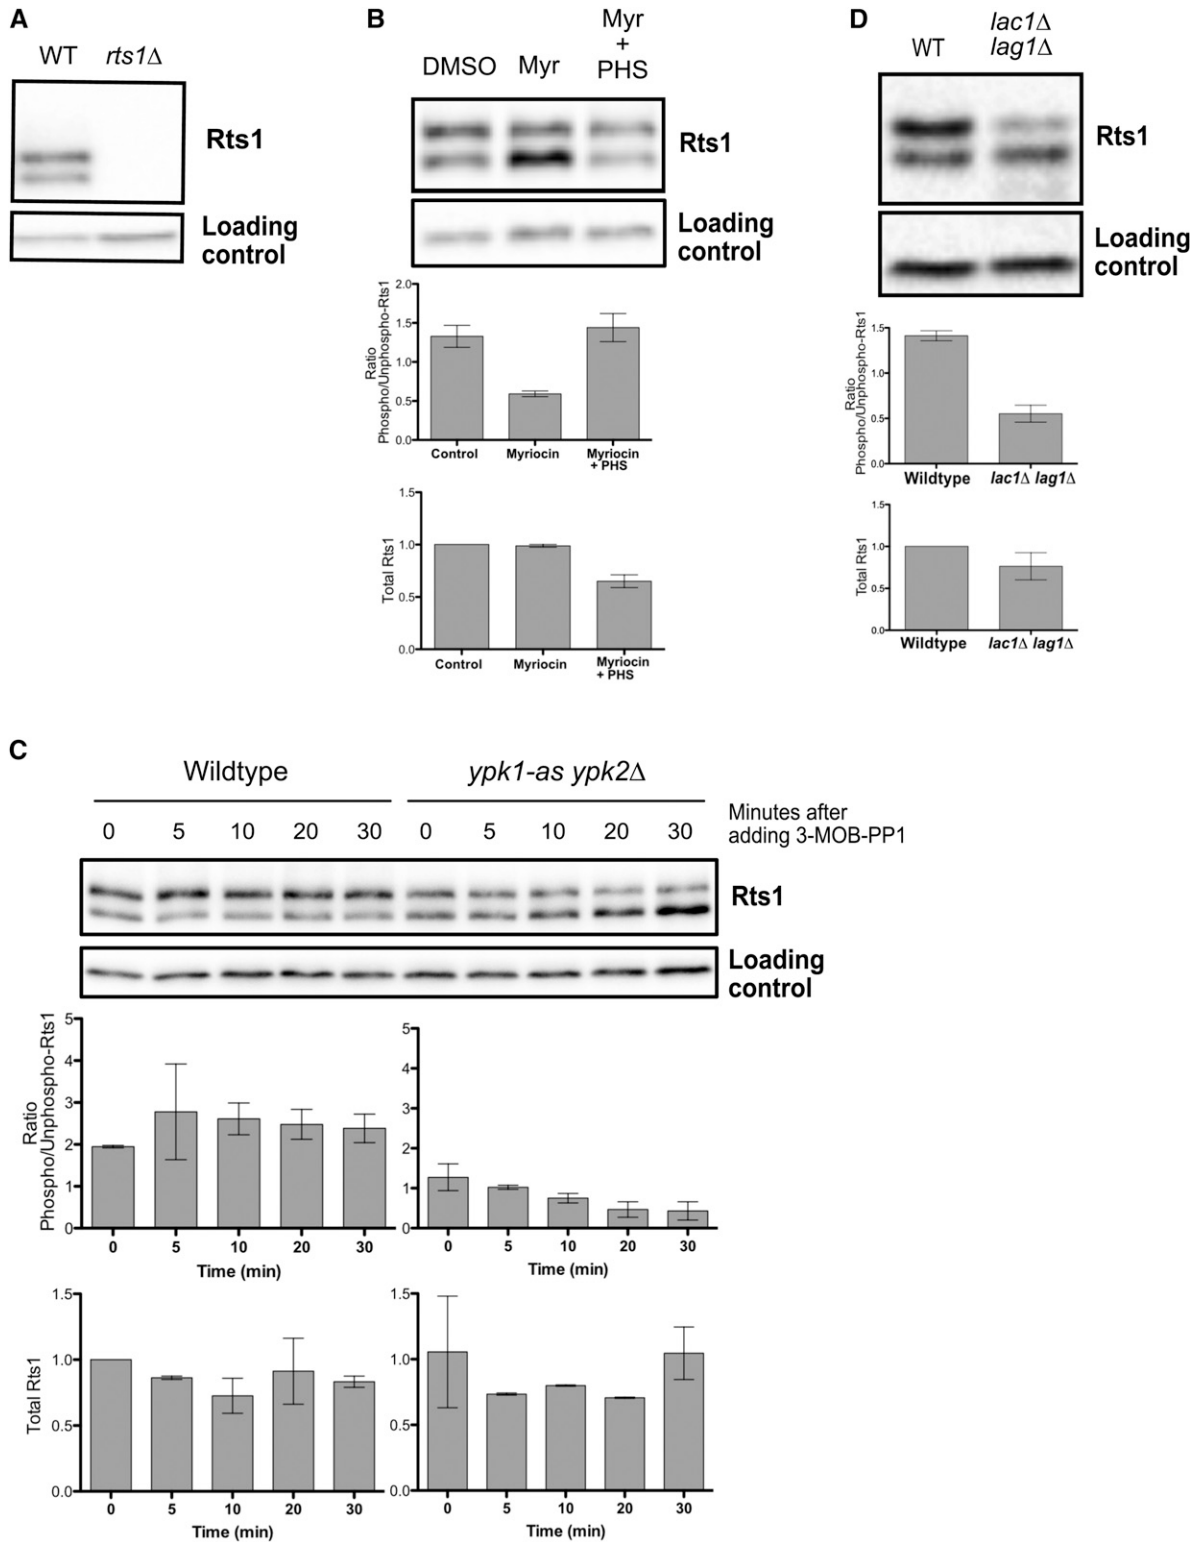 A
WT rts1Δ
Rts1
Loading
control
B
DMSO Myr Myr
+
PHS
Rts1
Loading
control
Ratio
Phospho/Unphospho-Rts1
2.0
1.5
1.0
0.5
0.0
Control Myriocin Myriocin
+ PHS
Total Rts1
1.5
1.0
0.5
0.0
Control Myriocin Myriocin
+ PHS
D
WT lac1Δ
lag1Δ
Rts1
Loading
control
Ratio
Phospho/Unphospho-Rts1
1.5
1.0
0.5
0.0
Wildtype lac1Δ lag1Δ
Total Rts1
1.5
1.0
0.5
0.0
Wildtype lac1Δ lag1Δ
C
Wildtype ypk1-as ypk2Δ
0 5 10 20 30 0 5 10 20 30
Minutes after
adding 3-MOB-PP1
Rts1
Loading
control
Ratio
Phospho/Unphospho-Rts1
5
4
3
2
1
0
0 5 10 20 30
Time (min)
5
4
3
2
1
0
0 5 10 20 30
Time (min)
Total Rts1
1.5
1.0
0.5
0.0
0 5 10 20 30
Time (min)
1.5
1.0
0.5
0.0
0 5 10 20 30
Time (min)